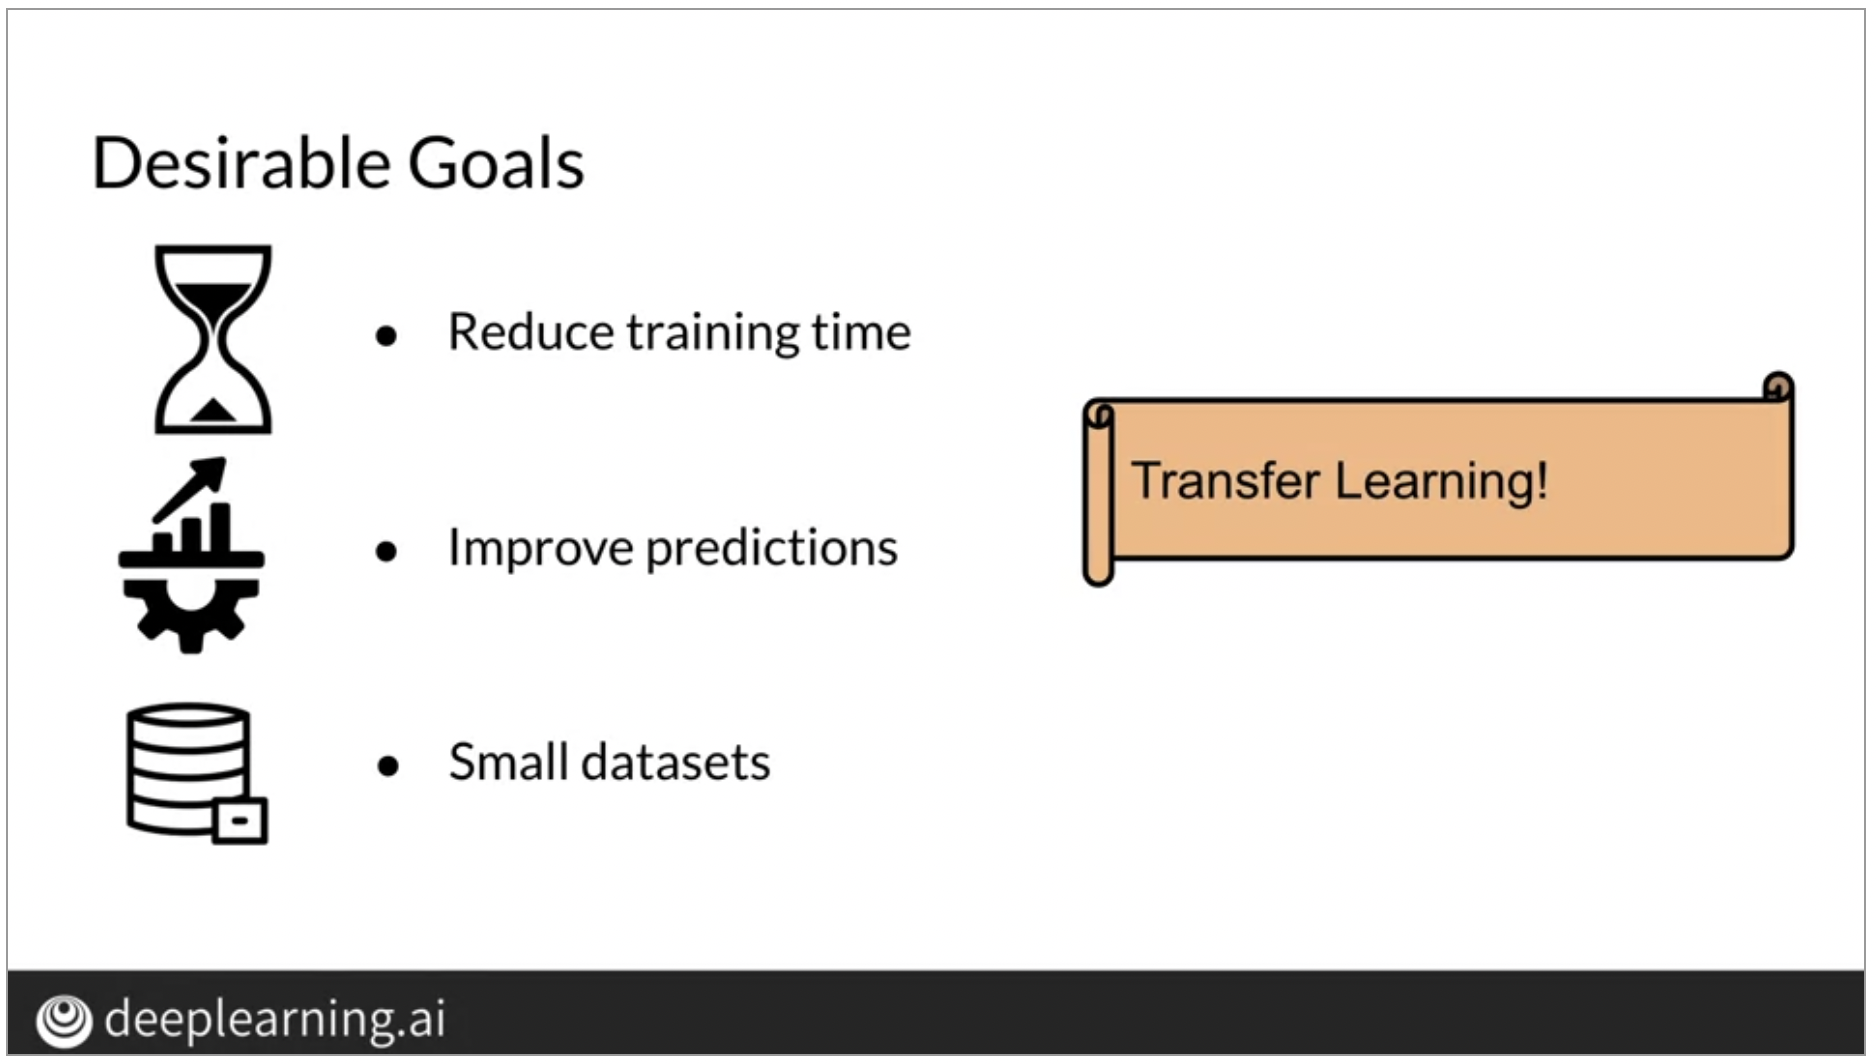 Desirable Goals
● Reduce training time
● Improve predictions
● Small datasets
Transfer Learning!
deeplearning.ai